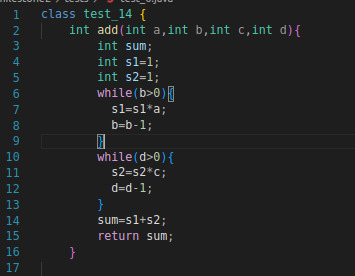 test_0.java
1 class test_14 {
2 int add(int a,int b,int c,int d){
3 int sum;
4 int s1=1;
5 int s2=1;
6 while(b>0){
7 s1=s1*a;
8 b=b-1;
9 }
10 while(d>0){
11 s2=s2*c;
12 d=d-1;
13 }
14 sum=s1+s2;
15 return sum;
16 }
17